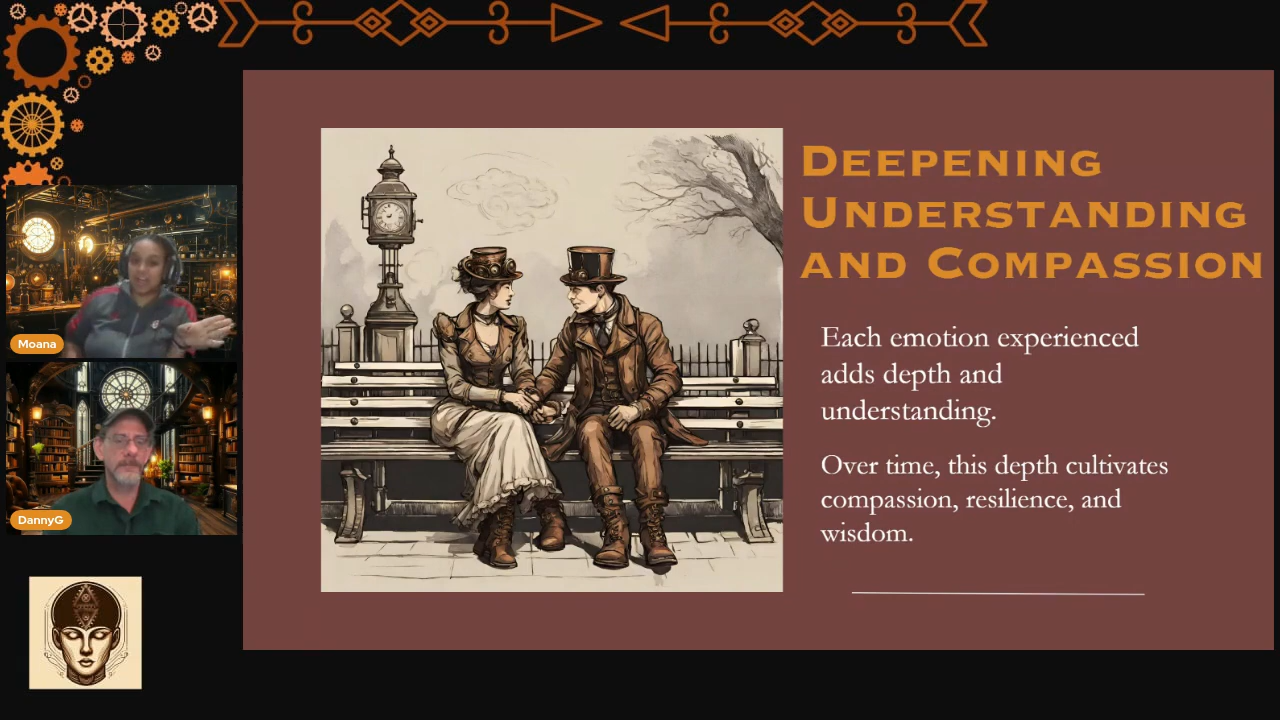 Deepening
Understanding
and Compassion
Each emotion experienced
adds depth and
understanding.
Over time, this depth cultivates
compassion, resilience, and
wisdom.
Moana
DannyG